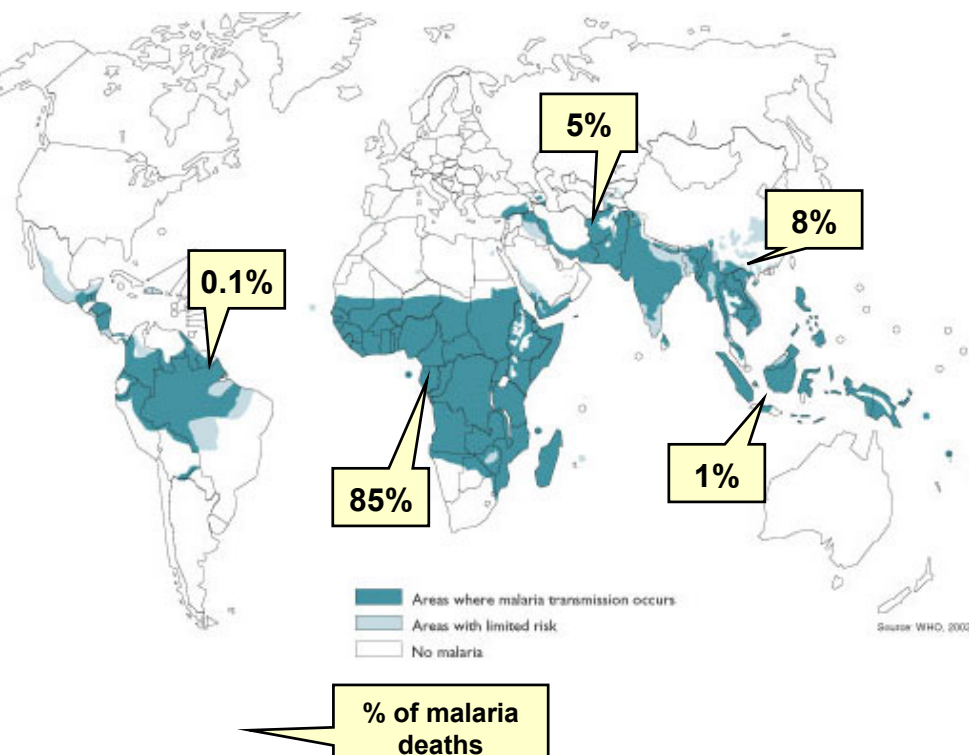 5%
8%
0.1%
85%
1%
Areas where malaria transmission occurs
Areas with limited risk
No malaria
Source: WHO, 2002
% of malaria
deaths